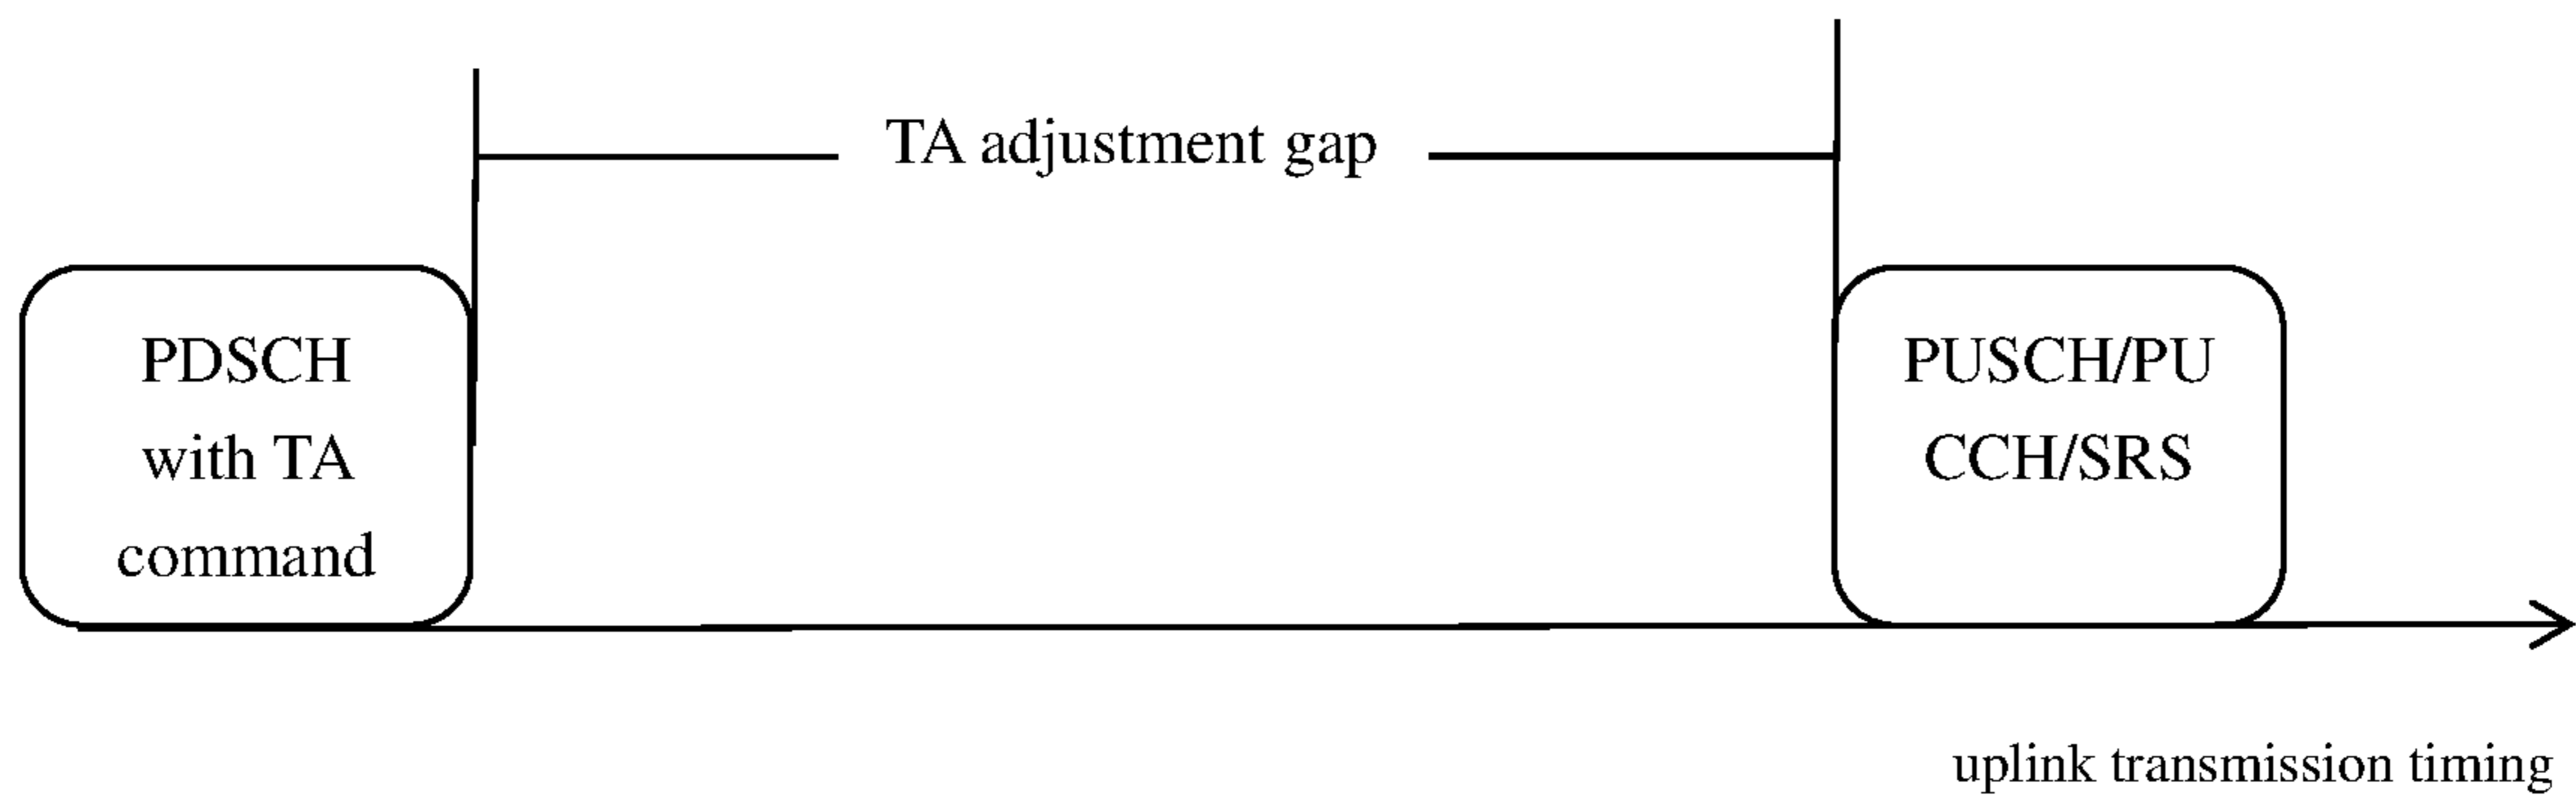 TA adjustment gap
PDSCH
with TA
command
PUSCH/PU
CCH/SRS
uplink transmission timing